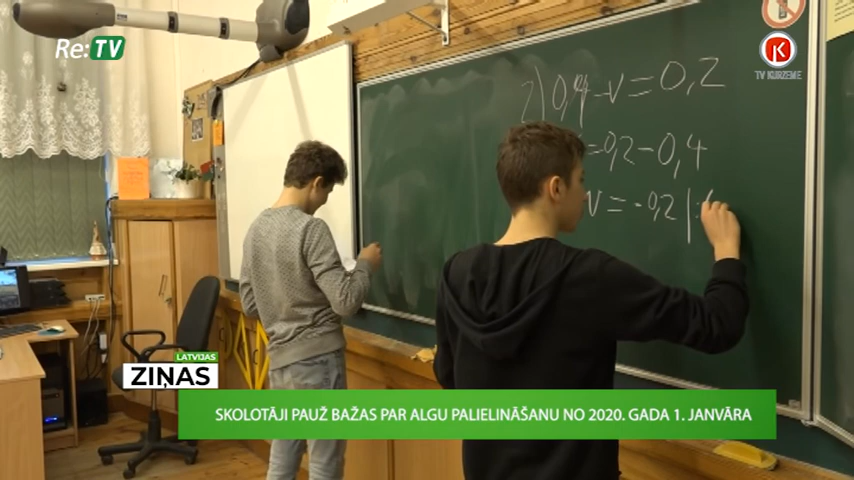 Re:TV
K
TV KURZEME
2) 0,4 - v = 0,2
= 0,2 - 0,4
v = - 0,2 | :
LATVIJAS
ZIŅAS
SKOLOTĀJI PAUŽ BAŽAS PAR ALGU PALIELINĀŠANU NO 2020. GADA 1. JANVĀRA